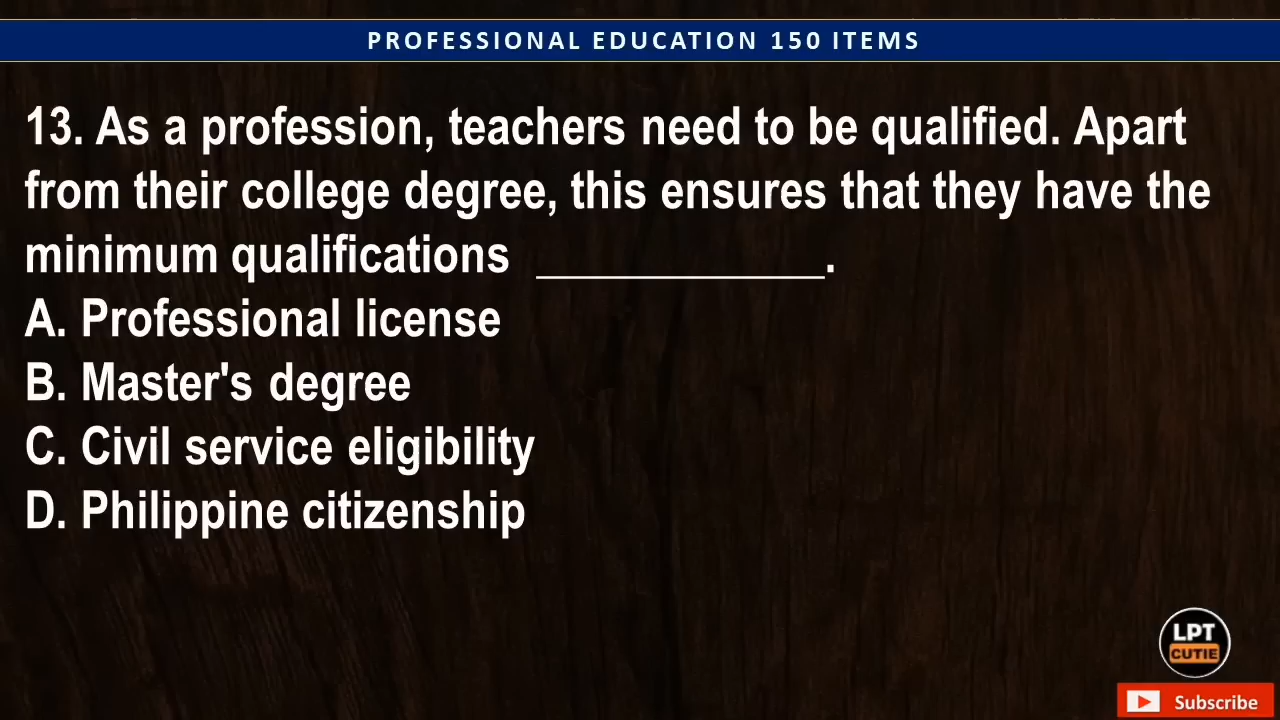 PROFESSIONAL EDUCATION 150 ITEMS
13. As a profession, teachers need to be qualified. Apart
from their college degree, this ensures that they have the
minimum qualifications ____________.
A. Professional license
B. Master's degree
C. Civil service eligibility
D. Philippine citizenship
LPT
CUTIE
Subscribe